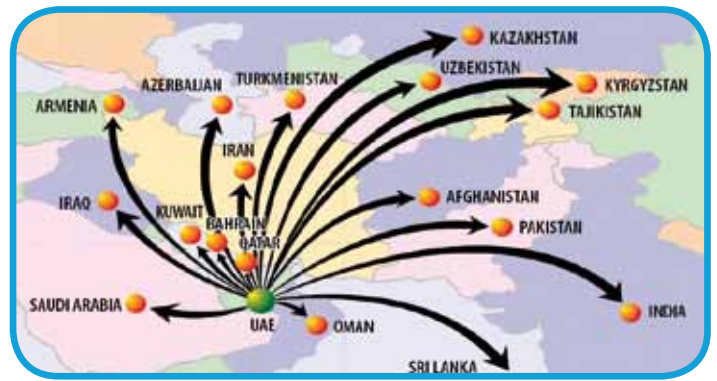 KAZAKHSTAN
UZBEKISTAN
TURKMENISTAN
AZERBAIJAN
KYRGYZSTAN
ARMENIA
TAJIKISTAN
IRAN
AFGHANISTAN
IRAQ
KUWAIT
BAHRAIN
PAKISTAN
QATAR
SAUDI ARABIA
INDIA
UAE
OMAN
SRI LANKA